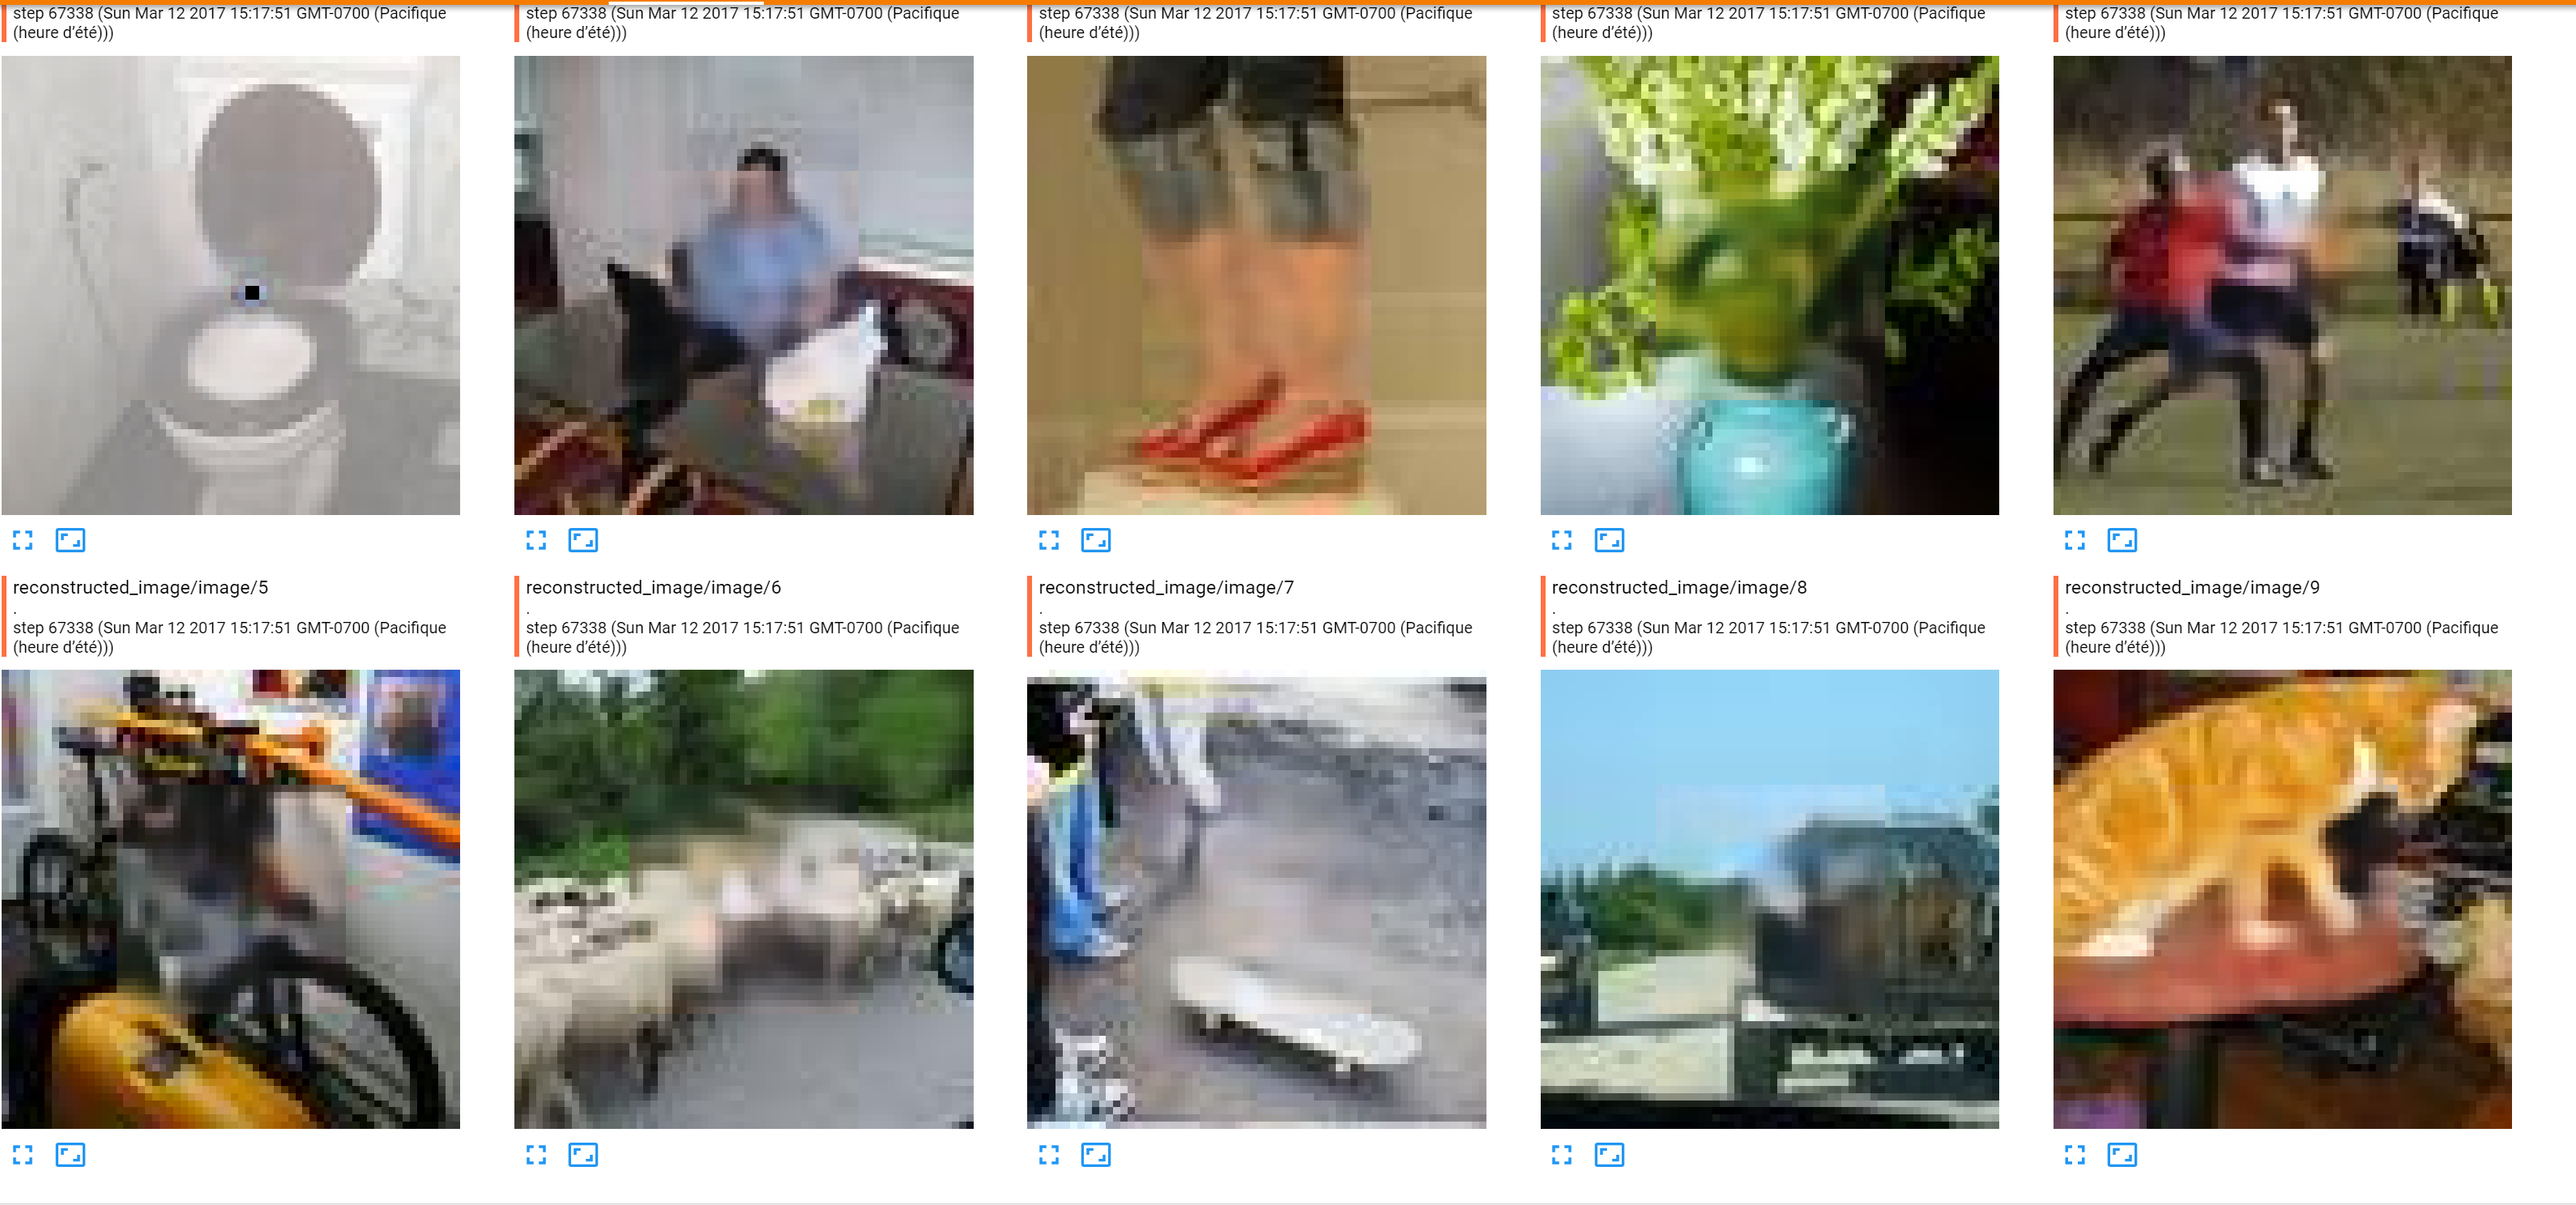 step 67338 (Sun Mar 12 2017 15:17:51 GMT-0700 (Pacifique
(heure d’été)))
step 67338 (Sun Mar 12 2017 15:17:51 GMT-0700 (Pacifique
(heure d’été)))
step 67338 (Sun Mar 12 2017 15:17:51 GMT-0700 (Pacifique
(heure d’été)))
step 67338 (Sun Mar 12 2017 15:17:51 GMT-0700 (Pacifique
(heure d’été)))
step 67338 (Sun Mar 12 2017 15:17:51 GMT-0700 (Pacifique
(heure d’été)))
reconstructed_image/image/5
.
step 67338 (Sun Mar 12 2017 15:17:51 GMT-0700 (Pacifique
(heure d’été)))
reconstructed_image/image/6
.
step 67338 (Sun Mar 12 2017 15:17:51 GMT-0700 (Pacifique
(heure d’été)))
reconstructed_image/image/7
.
step 67338 (Sun Mar 12 2017 15:17:51 GMT-0700 (Pacifique
(heure d’été)))
reconstructed_image/image/8
.
step 67338 (Sun Mar 12 2017 15:17:51 GMT-0700 (Pacifique
(heure d’été)))
reconstructed_image/image/9
.
step 67338 (Sun Mar 12 2017 15:17:51 GMT-0700 (Pacifique
(heure d’été)))